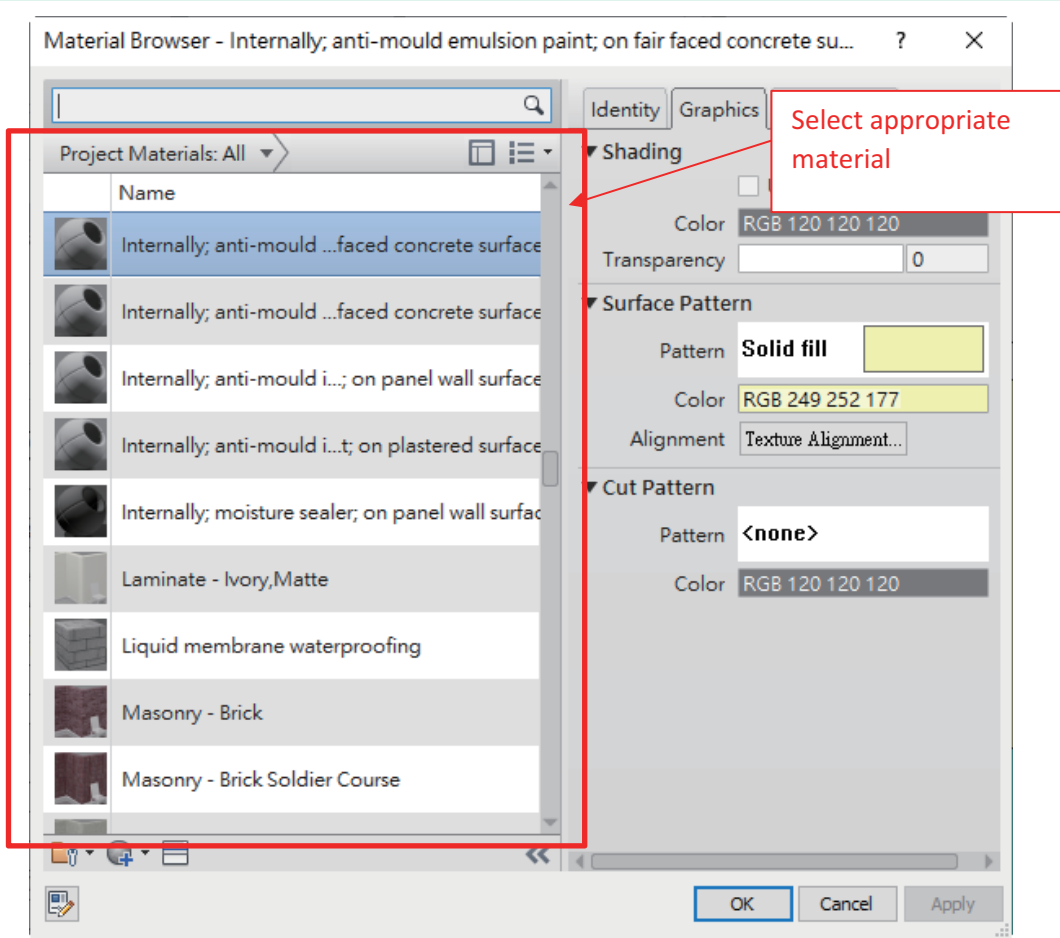 Material Browser - Internally; anti-mould emulsion paint; on fair faced concrete su... ? ×
Identity Graphics
Select appropriate
material
Project Materials: All
Name
Internally; anti-mould ...faced concrete surface
Internally; anti-mould ...faced concrete surface
Internally; anti-mould i...; on panel wall surface
Internally; anti-mould i...t; on plastered surface
Internally; moisture sealer; on panel wall surfac
Laminate - Ivory,Matte
Liquid membrane waterproofing
Masonry - Brick
Masonry - Brick Soldier Course
Shading
Color RGB 120 120 120
Transparency 0
Surface Pattern
Pattern Solid fill
Color RGB 249 252 177
Alignment Texture Alignment...
Cut Pattern
Pattern <none>
Color RGB 120 120 120
OK Cancel Apply